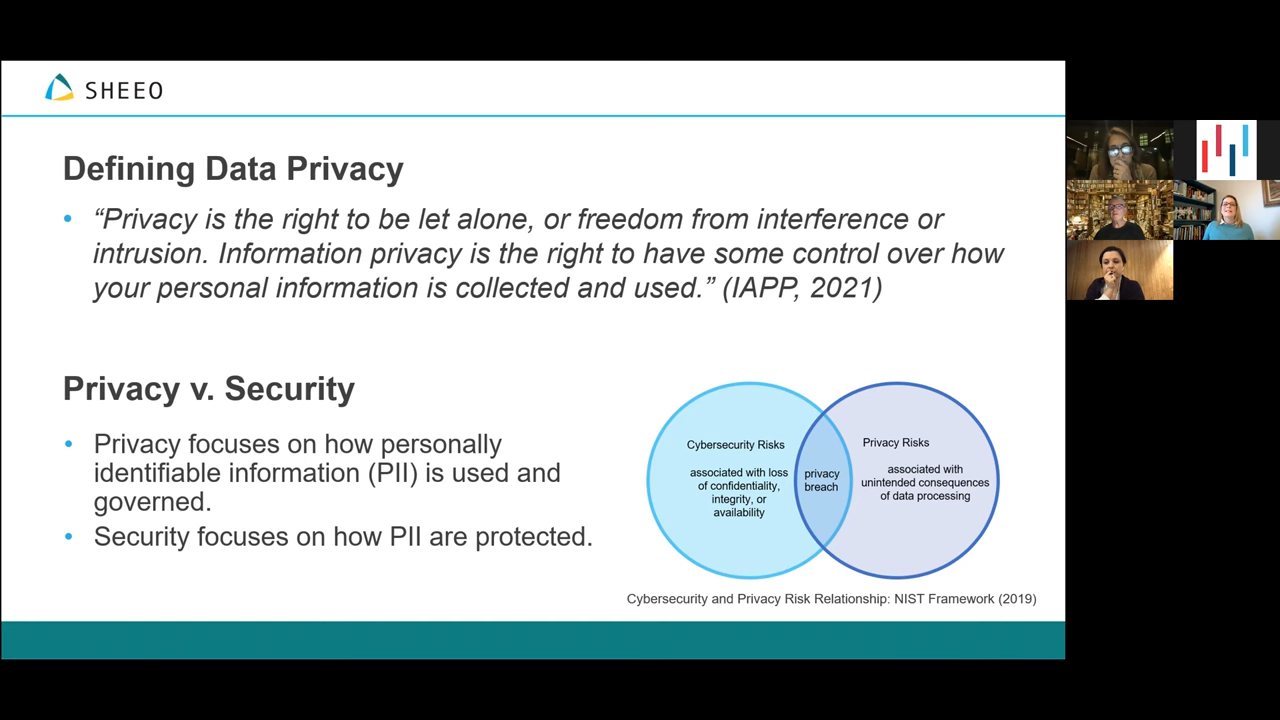 SHEEO
Defining Data Privacy
• “Privacy is the right to be let alone, or freedom from interference or
intrusion. Information privacy is the right to have some control over how
your personal information is collected and used.” (IAPP, 2021)
Privacy v. Security
• Privacy focuses on how personally
identifiable information (PII) is used and
governed.
• Security focuses on how PII are protected.
Cybersecurity Risks
associated with loss
of confidentiality,
integrity, or
availability
privacy
breach
Privacy Risks
associated with
unintended consequences
of data processing
Cybersecurity and Privacy Risk Relationship: NIST Framework (2019)